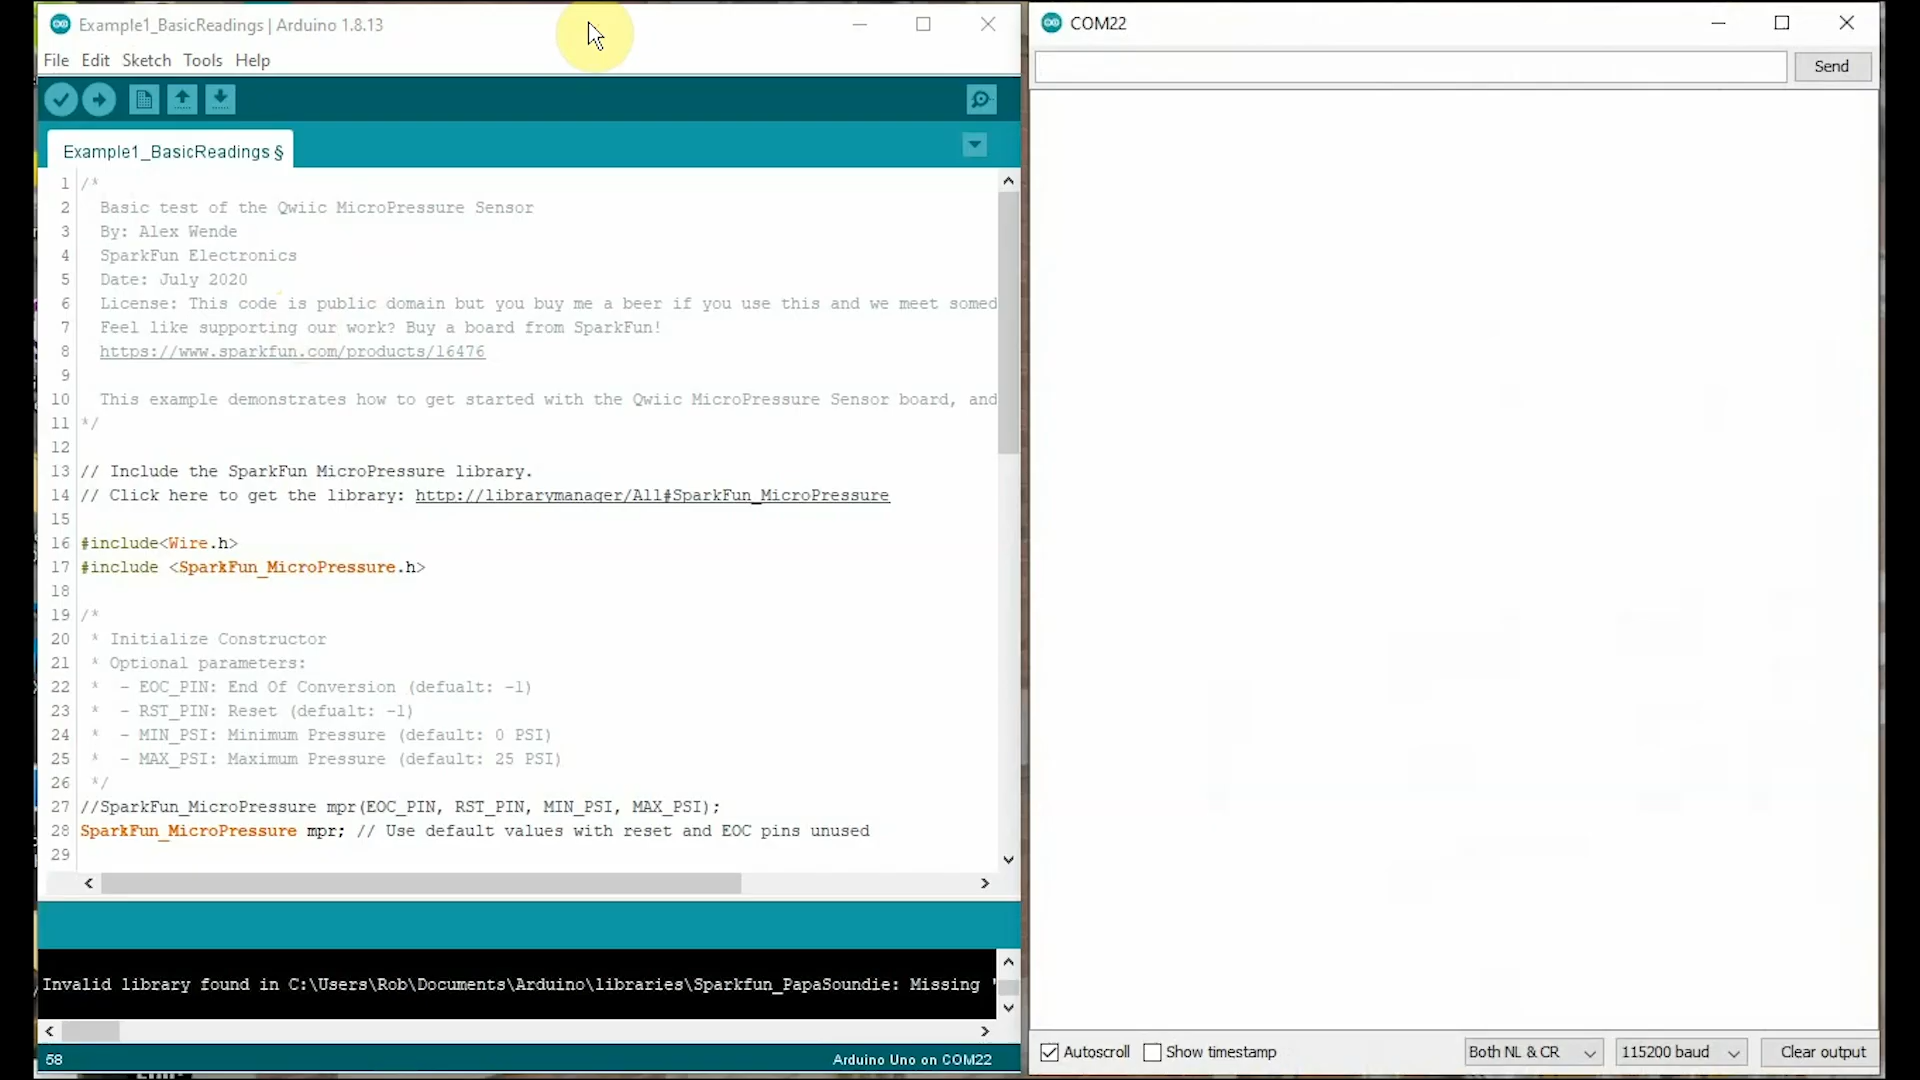 Example1_BasicReadings | Arduino 1.8.13
File Edit Sketch Tools Help
Example1_BasicReadings §
1 /*
2 Basic test of the Qwiic MicroPressure Sensor
3 By: Alex Wende
4 SparkFun Electronics
5 Date: July 2020
6 License: This code is public domain but you buy me a beer if you use this and we meet somed
7 Feel like supporting our work? Buy a board from SparkFun!
8 https://www.sparkfun.com/products/16476
9
10 This example demonstrates how to get started with the Qwiic MicroPressure Sensor board, and
11 */
12
13 // Include the SparkFun MicroPressure library.
14 // Click here to get the library: http://librarymanager/All#SparkFun_MicroPressure
15
16 #include<Wire.h>
17 #include <SparkFun_MicroPressure.h>
18
19 /*
20 * Initialize Constructor
21 * Optional parameters:
22 * - EOC_PIN: End Of Conversion (defualt: -1)
23 * - RST_PIN: Reset (defualt: -1)
24 * - MIN_PSI: Minimum Pressure (default: 0 PSI)
25 * - MAX_PSI: Maximum Pressure (default: 25 PSI)
26 */
27 //SparkFun_MicroPressure mpr(EOC_PIN, RST_PIN, MIN_PSI, MAX_PSI);
28 SparkFun_MicroPressure mpr; // Use default values with reset and EOC pins unused
29
Invalid library found in C:\Users\Rob\Documents\Arduino\libraries\Sparkfun_PapaSoundie: Missing '
58 Arduino Uno on COM22
COM22
Send
Autoscroll Show timestamp Both NL & CR 115200 baud Clear output